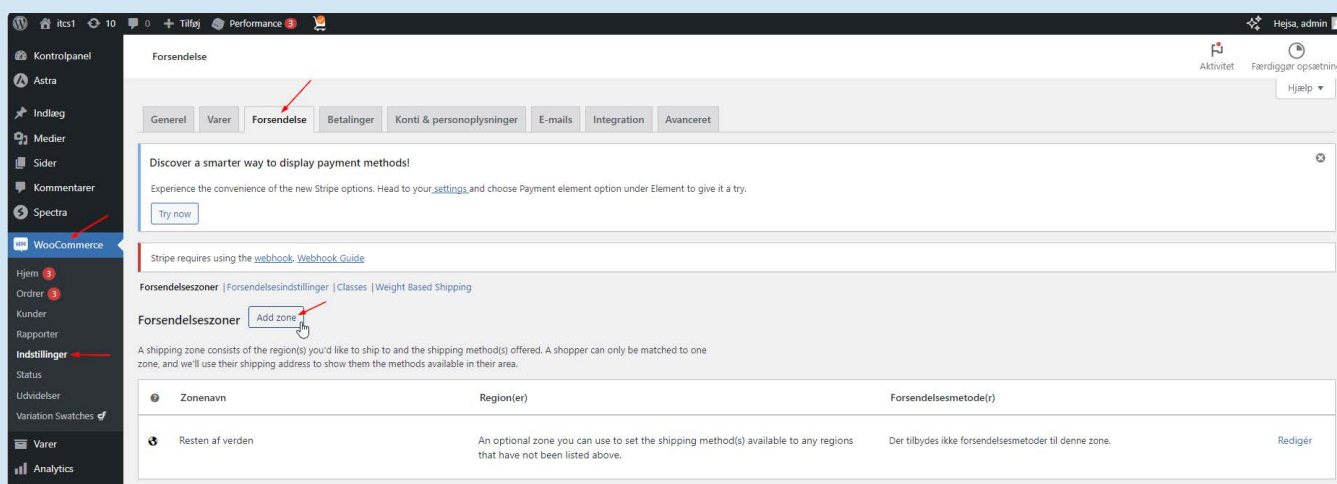 itcs1 10 0 + Tilføj Performance 3 Hejsa, admin
Kontrolpanel
Astra
Indlæg
Medier
Sider
Kommentarer
Spectra
WooCommerce
Hjem 3
Ordrer 3
Kunder
Rapporter
Indstillinger
Status
Udvidelser
Variation Swatches
Varer
Analytics
Forsendelse
Aktivitet Færdiggør opsætnin
Hjælp ▼
Generel Varer Forsendelse Betalinger Konti & personoplysninger E-mails Integration Avanceret
Discover a smarter way to display payment methods!
Experience the convenience of the new Stripe options. Head to your settings and choose Payment element option under Element to give it a try.
Try now
Stripe requires using the webhook. Webhook Guide
Forsendelseszoner | Forsendelsesindstillinger | Classes | Weight Based Shipping
Forsendelseszoner Add zone
A shipping zone consists of the region(s) you'd like to ship to and the shipping method(s) offered. A shopper can only be matched to one
zone, and we'll use their shipping address to show them the methods available in their area.
Zonenavn Region(er) Forsendelsesmetode(r)
Resten af verden An optional zone you can use to set the shipping method(s) available to any regions Der tilbydes ikke forsendelsesmetoder til denne zone. Redigér
that have not been listed above.